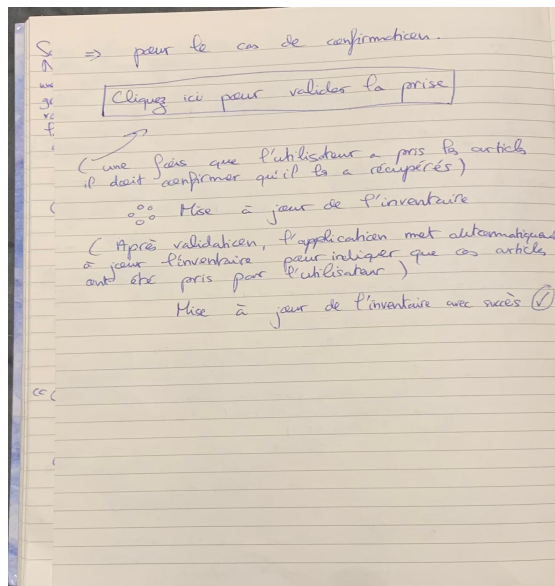 ⇒ pour le cas de confirmation.
Cliquez ici pour valider la prise
(une fois que l'utilisateur a pris les articles
il doit confirmer qu'il les a récupérés)
Mise à jour de l'inventaire
(Après validation, l'application met automatiquement
à jour l'inventaire pour indiquer que ces articles
ont été pris par l'utilisateur)
Mise à jour de l'inventaire avec succès ✓